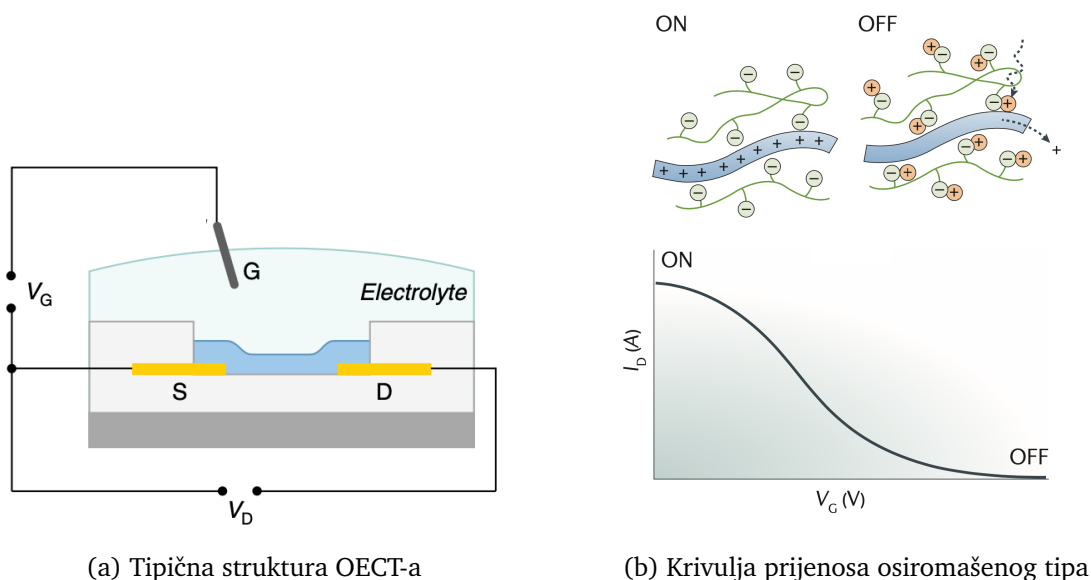 G
V_G
Electrolyte
S
D
V_D
(a) Tipična struktura OECT-a
ON
OFF
− − − − − − −
+ + + + + + + + +
+ − + − + − + − − + − + − + − + − +
+
ON
I_D (A)
OFF
V_G (V)
(b) Krivulja prijenosa osiromašenog tipa